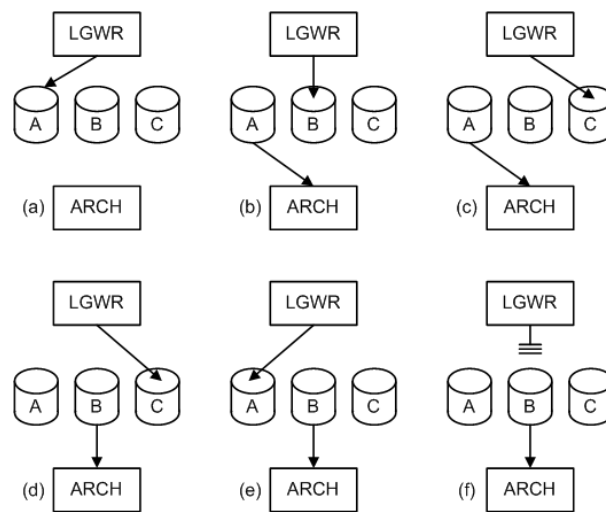 LGWR LGWR LGWR
A B C A B C A B C
(a) ARCH (b) ARCH (c) ARCH
LGWR LGWR LGWR
A B C A B C A B C
(d) ARCH (e) ARCH (f) ARCH